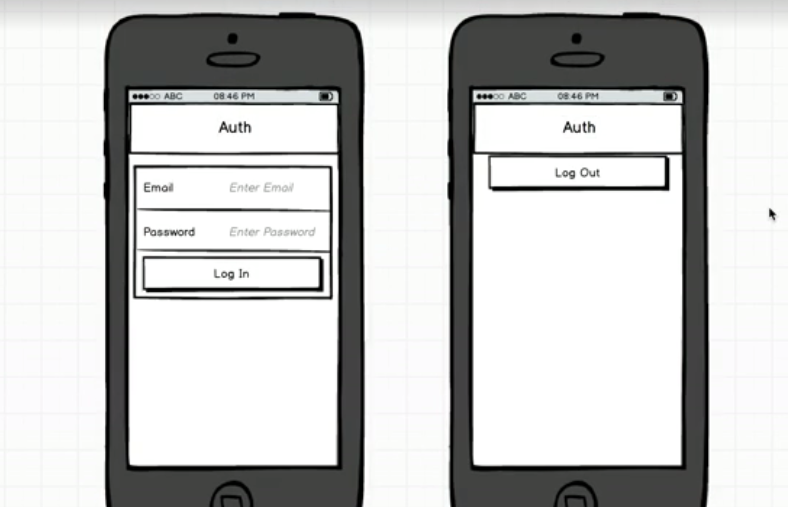 ABC 08:46 PM
Auth
Email Enter Email
Password Enter Password
Log In
ABC 08:46 PM
Auth
Log Out